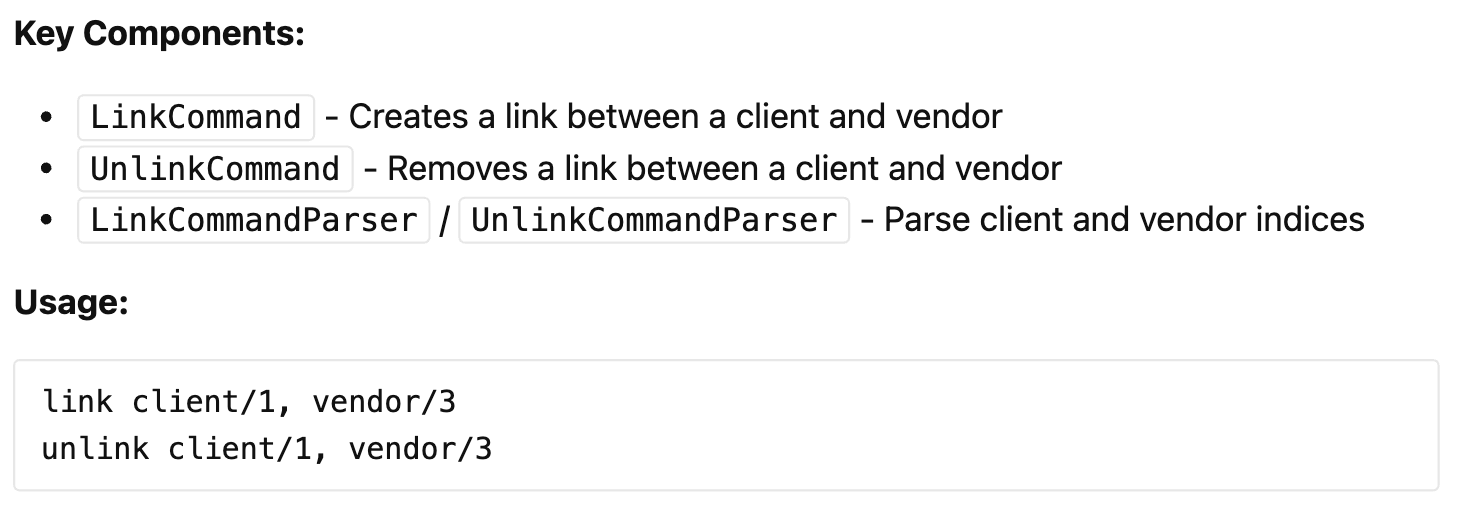 Key Components:
• LinkCommand - Creates a link between a client and vendor
• UnlinkCommand - Removes a link between a client and vendor
• LinkCommandParser / UnlinkCommandParser - Parse client and vendor indices
Usage:
link client/1, vendor/3
unlink client/1, vendor/3